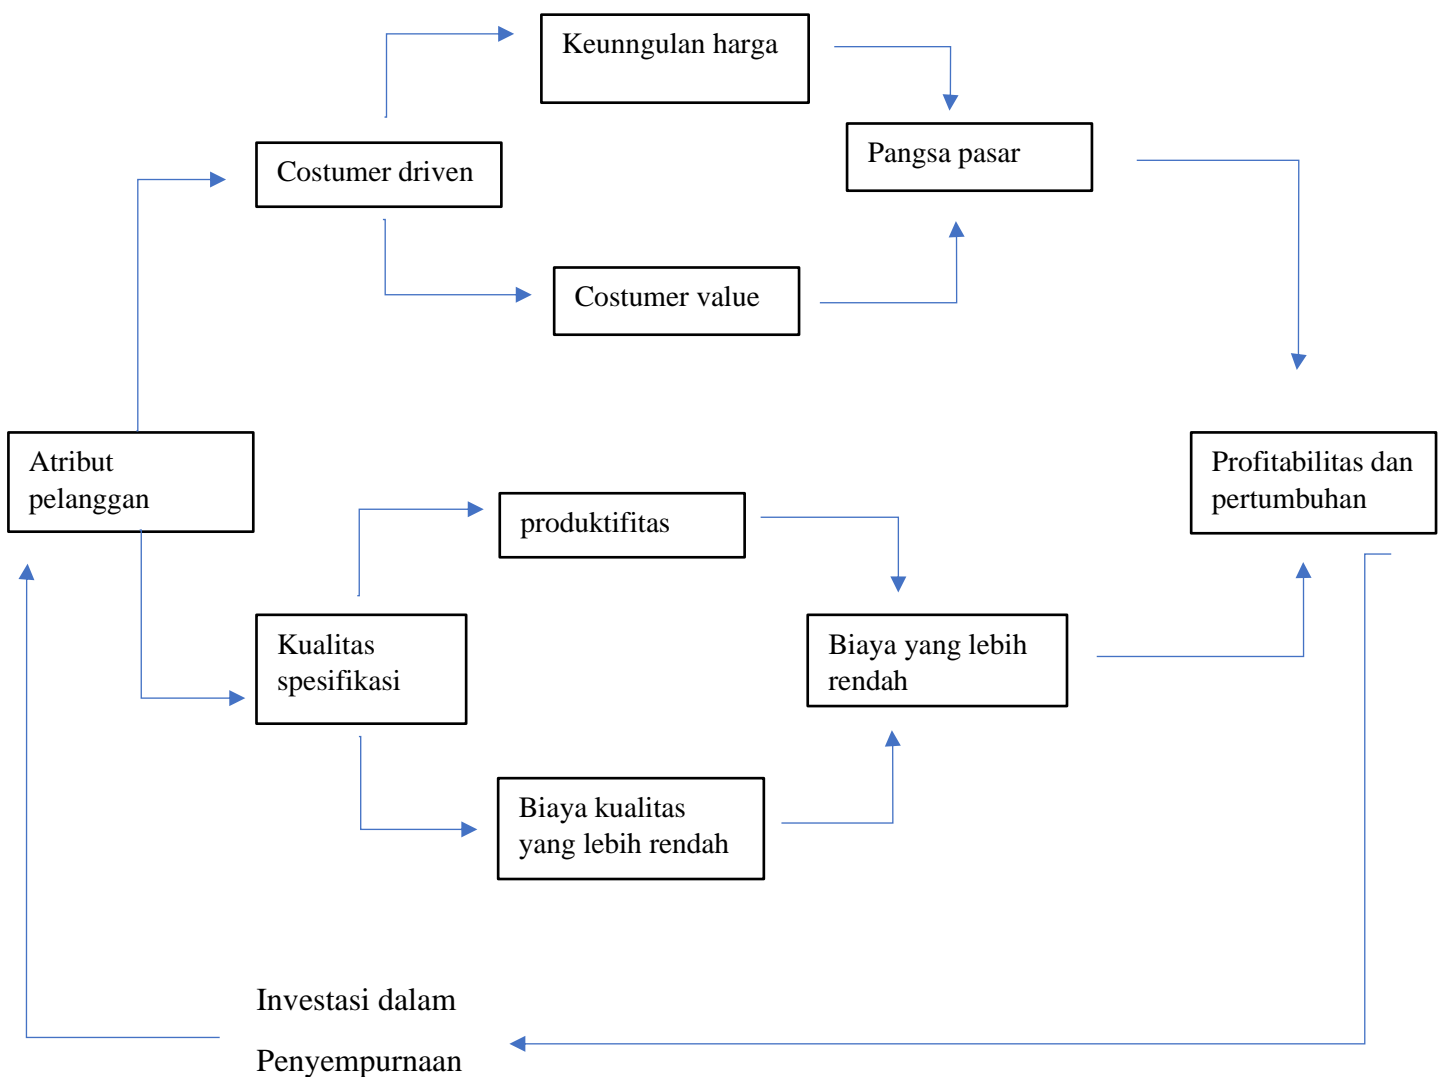 Keunngulan harga
Pangsa pasar
Costumer driven
Costumer value
Atribut
pelanggan
Profitabilitas dan
pertumbuhan
produktifitas
Kualitas
spesifikasi
Biaya yang lebih
rendah
Biaya kualitas
yang lebih rendah
Investasi dalam
Penyempurnaan